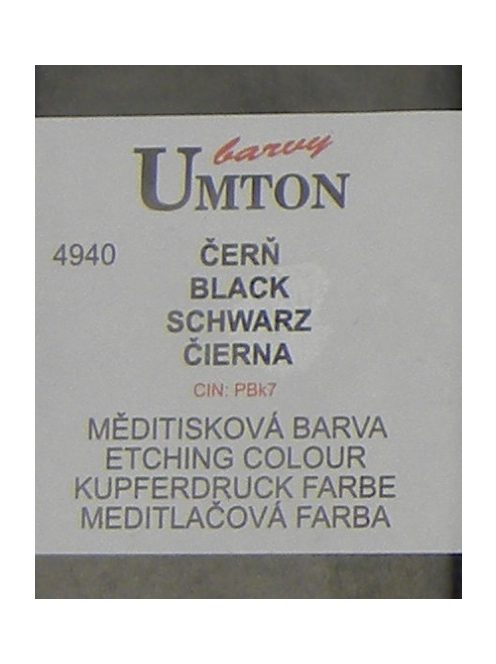 barvy
UMTON
4940 ČERŇ
BLACK
SCHWARZ
ČIERNA
CIN: PBk7
MĚDITISKOVÁ BARVA
ETCHING COLOUR
KUPFERDRUCK FARBE
MEDITLAČOVÁ FARBA